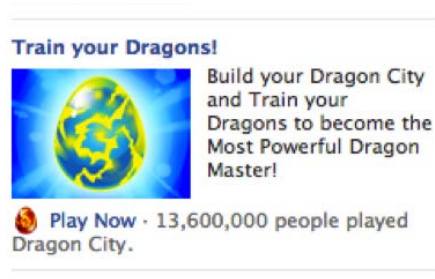 Train your Dragons!
Build your Dragon City
and Train your
Dragons to become the
Most Powerful Dragon
Master!
Play Now · 13,600,000 people played
Dragon City.